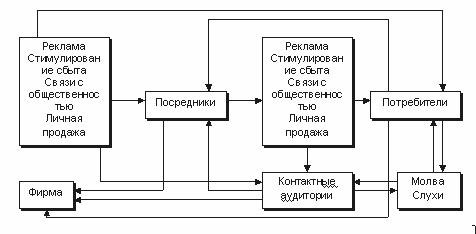 Реклама
Стимулирован
ие сбыта
Связи с
общественнос
тью
Личная
продажа
Посредники
Реклама
Стимулирован
ие сбыта
Связи с
общественнос
тью
Личная
продажа
Потребители
Фирма
Контактные
аудитории
Молва
Слухи